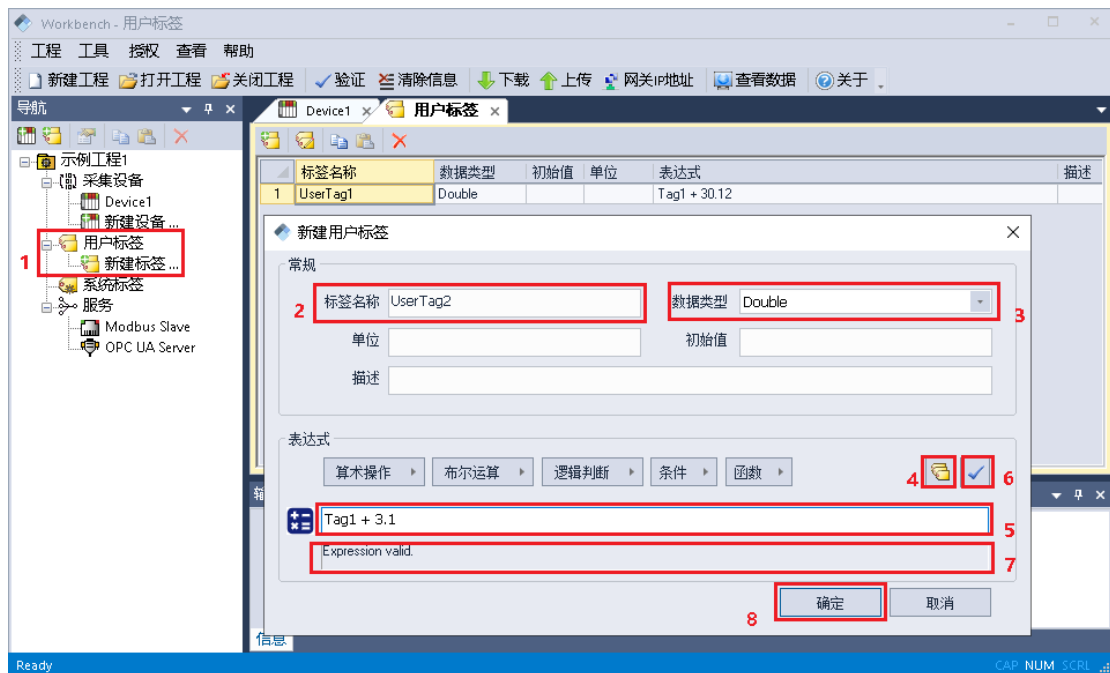 Workbench - 用户标签
工程 工具 授权 查看 帮助
新建工程 打开工程 关闭工程 验证 清除信息 下载 上传 网关IP地址 查看数据 关于
导航
Device1 用户标签
示例工程1
采集设备
Device1
新建设备 ...
1
用户标签
新建标签 ...
系统标签
服务
Modbus Slave
OPC UA Server
标签名称 数据类型 初始值 单位 表达式 描述
1 UserTag1 Double Tag1 + 30.12
新建用户标签
常规
2 标签名称 UserTag2 数据类型 Double 3
单位 初始值
描述
表达式
算术操作 布尔运算 逻辑判断 条件 函数 4 6
Tag1 + 3.1 5
Expression valid. 7
8 确定 取消
信息
Ready CAP NUM SCRL